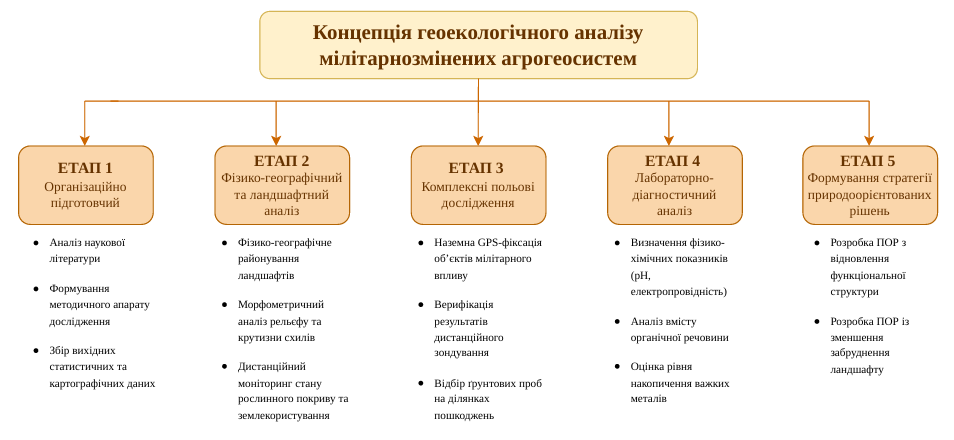 Концепція геоекологічного аналізу
мілітарнозмінених агрогеосистем
ЕТАП 1
Організаційно
підготовчий
● Аналіз наукової
літератури
● Формування
методичного апарату
дослідження
● Збір вихідних
статистичних та
картографічних даних
ЕТАП 2
Фізико-географічний
та ландшафтний
аналіз
● Фізико-географічне
районування
ландшафтів
● Морфометричний
аналіз рельєфу та
крутизни схилів
● Дистанційний
моніторинг стану
рослинного покриву та
землекористування
ЕТАП 3
Комплексні польові
дослідження
● Наземна GPS-фіксація
об’єктів мілітарного
впливу
● Верифікація
результатів
дистанційного
зондування
● Відбір ґрунтових проб
на ділянках
пошкоджень
ЕТАП 4
Лабораторно-
діагностичний
аналіз
● Визначення фізико-
хімічних показників
(pH,
електропровідність)
● Аналіз вмісту
органічної речовини
● Оцінка рівня
накопичення важких
металів
ЕТАП 5
Формування стратегії
природоорієнтованих
рішень
● Розробка ПОР з
відновлення
функціональної
структури
● Розробка ПОР із
зменшення
забруднення
ландшафту